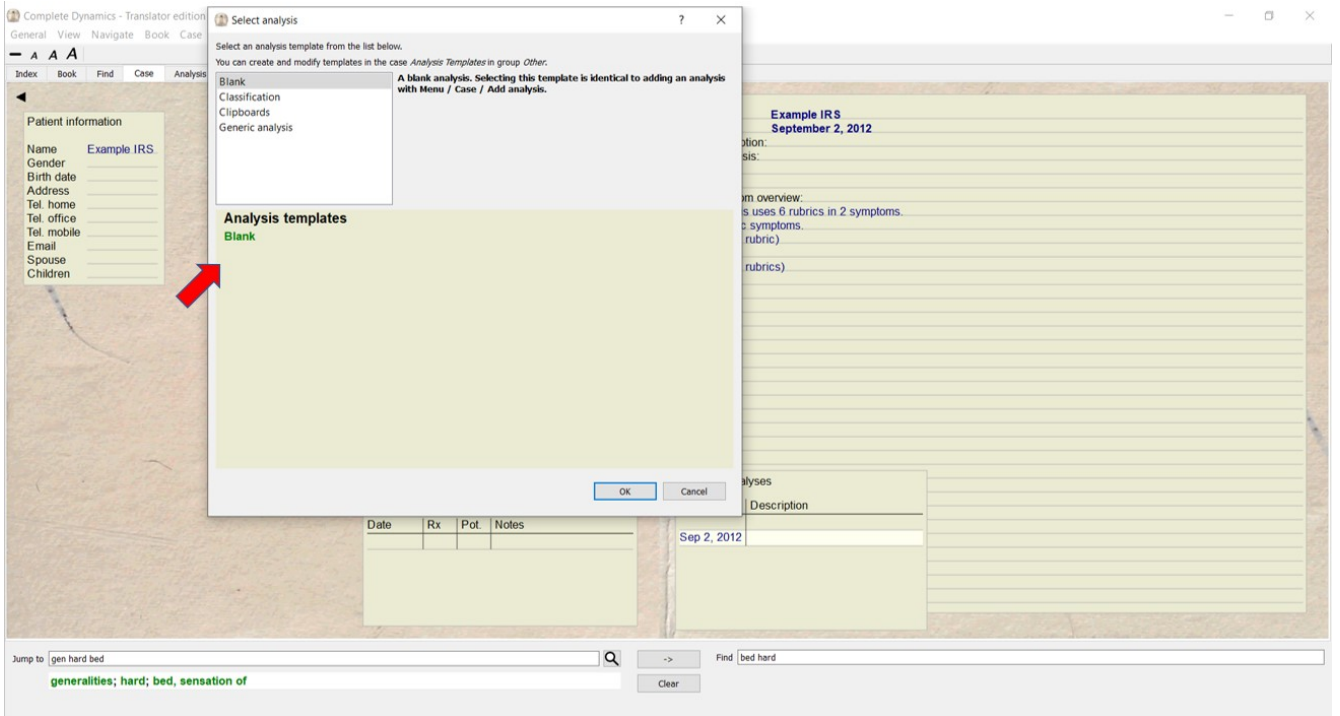 Complete Dynamics - Translator edition
General View Navigate Book Case
A A A
Index Book Find Case Analysis
Patient information
Name Example IRS
Gender
Birth date
Address
Tel. home
Tel. office
Tel. mobile
Email
Spouse
Children
Select analysis ?
Select an analysis template from the list below.
You can create and modify templates in the case Analysis Templates in group Other.
Blank
Classification
Clipboards
Generic analysis
A blank analysis. Selecting this template is identical to adding an analysis
with Menu / Case / Add analysis.
Analysis templates
Blank
OK Cancel
Example IRS
September 2, 2012
ption:
sis:
om overview:
s uses 6 rubrics in 2 symptoms.
c symptoms.
rubric)
rubrics)
Date Rx Pot. Notes
alyses
Description
Sep 2, 2012
Jump to gen hard bed
generalities; hard; bed, sensation of
->
Clear
Find bed hard